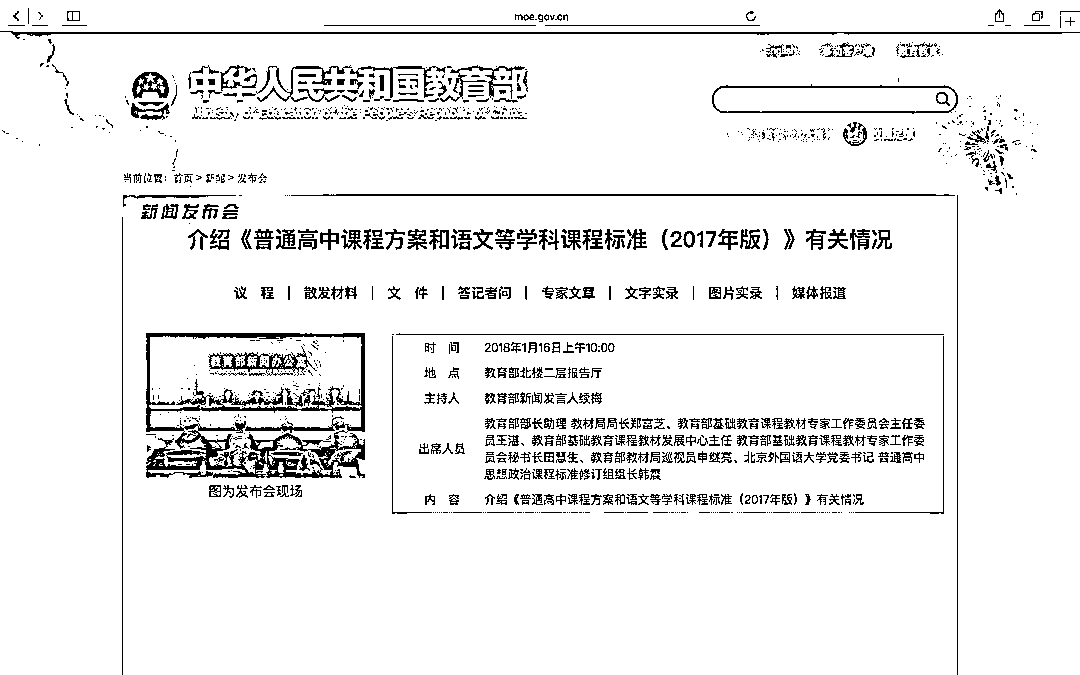 moe.gov.cn
中华人民共和国教育部
Ministry of Education of the People's Republic of China
当前位置：首页 > 新闻 > 发布会
新闻发布会
介绍《普通高中课程方案和语文等学科课程标准（2017年版）》有关情况
议 程 | 散发材料 | 文 件 | 答记者问 | 专家文章 | 文字实录 | 图片实录 | 媒体报道
教育部新闻办公室
图为发布会现场
时 间 2018年1月16日上午10:00
地 点 教育部北楼二层报告厅
主持人 教育部新闻发言人续梅
出席人员 教育部部长助理 教材局局长郑富芝、教育部基础教育课程教材专家工作委员会主任委
员王湛、教育部基础教育课程教材发展中心主任 教育部基础教育课程教材专家工作委
员会秘书长田慧生、教育部教材局巡视员申继亮、北京外国语大学党委书记 普通高中
思想政治课程标准修订组组长韩震
内 容 介绍《普通高中课程方案和语文等学科课程标准（2017年版）》有关情况